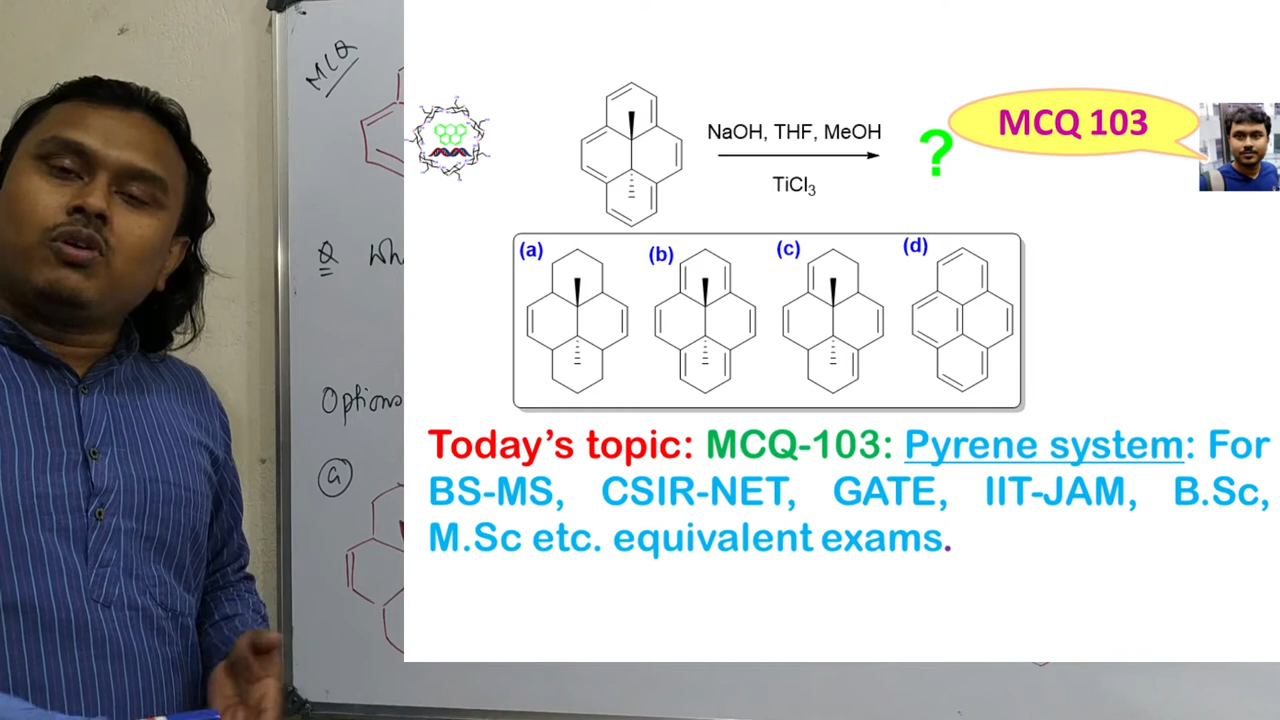 MCQ
NaOH, THF, MeOH
TiCl3
?
MCQ 103
Q
Options
(a)
(a) (b) (c) (d)
Today's topic: MCQ-103: Pyrene system: For
BS-MS, CSIR-NET, GATE, IIT-JAM, B.Sc,
M.Sc etc. equivalent exams.